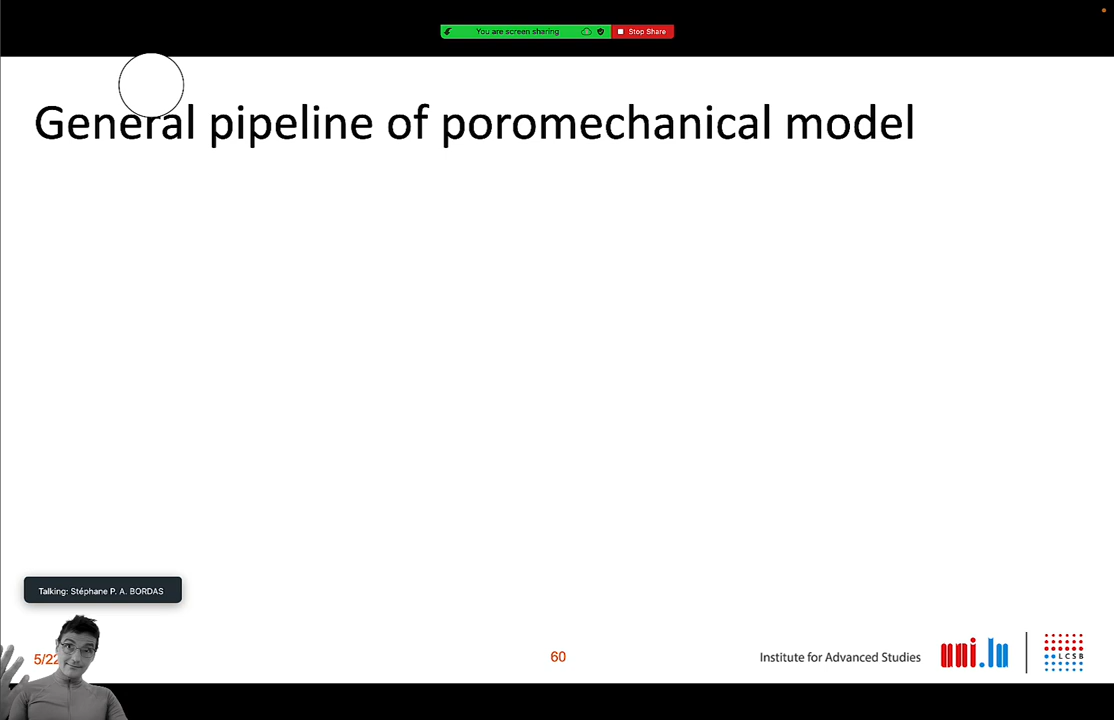 You are screen sharing
Stop Share
General pipeline of poromechanical model
Talking: Stéphane P. A. BORDAS
5/22
60
Institute for Advanced Studies
uni.lu
LCSB